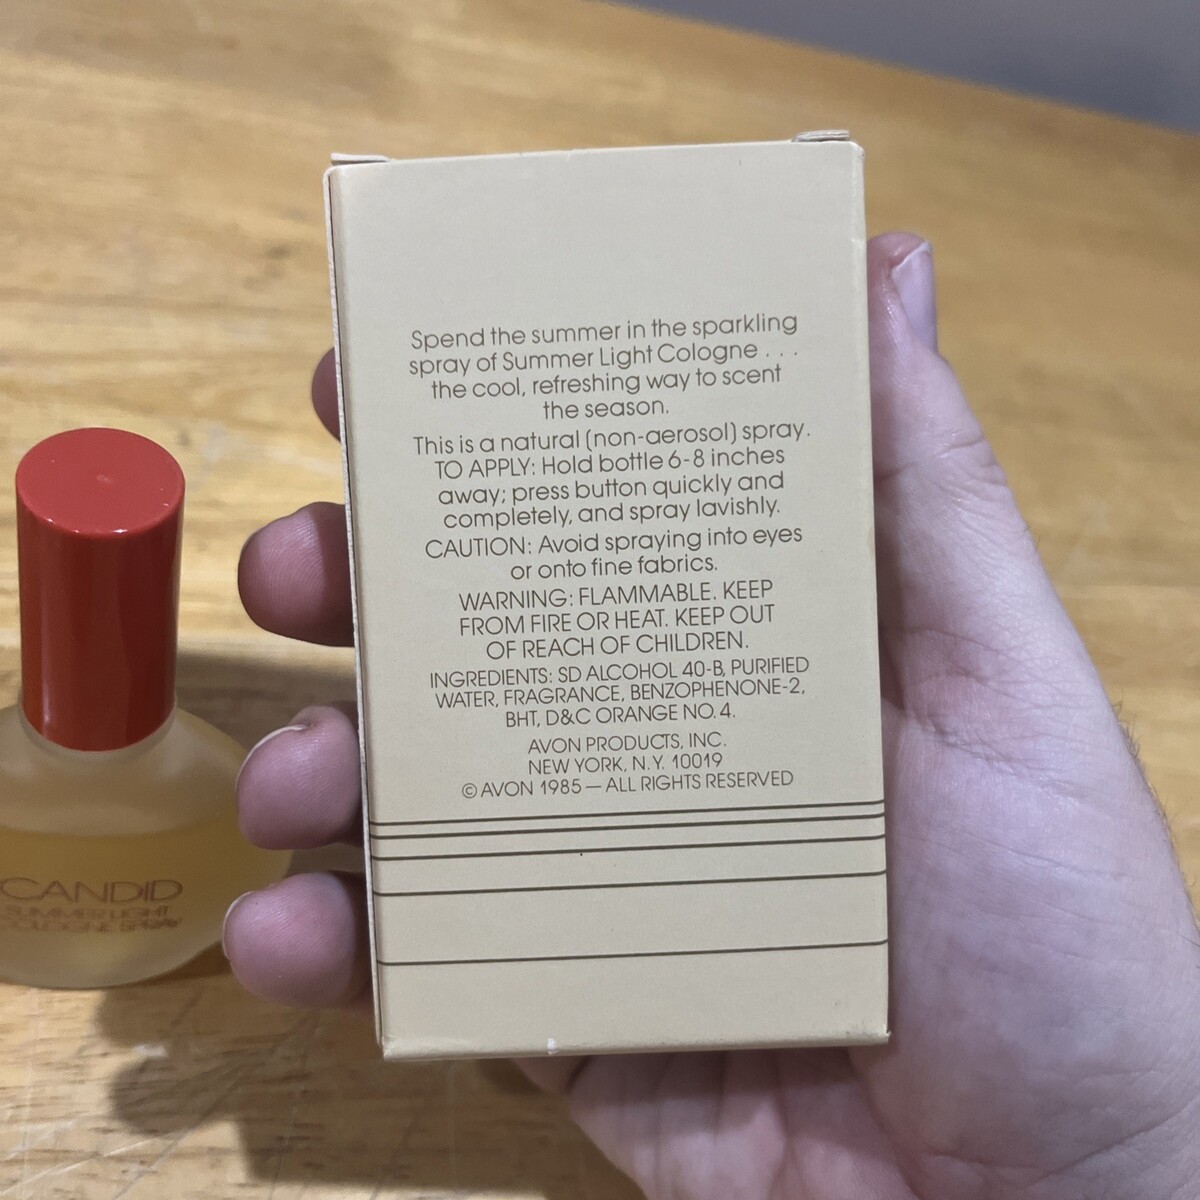 Spend the summer in the sparkling
spray of Summer Light Cologne . . .
the cool, refreshing way to scent
the season.
This is a natural (non-aerosol) spray.
TO APPLY: Hold bottle 6-8 inches
away; press button quickly and
completely, and spray lavishly.
CAUTION: Avoid spraying into eyes
or onto fine fabrics.
WARNING: FLAMMABLE. KEEP
FROM FIRE OR HEAT. KEEP OUT
OF REACH OF CHILDREN.
INGREDIENTS: SD ALCOHOL 40-B, PURIFIED
WATER, FRAGRANCE, BENZOPHENONE-2,
BHT, D&C ORANGE NO. 4.
AVON PRODUCTS, INC.
NEW YORK, N.Y. 10019
© AVON 1985 — ALL RIGHTS RESERVED
CANDID
SUMMER LIGHT
COLOGNE SPRAY